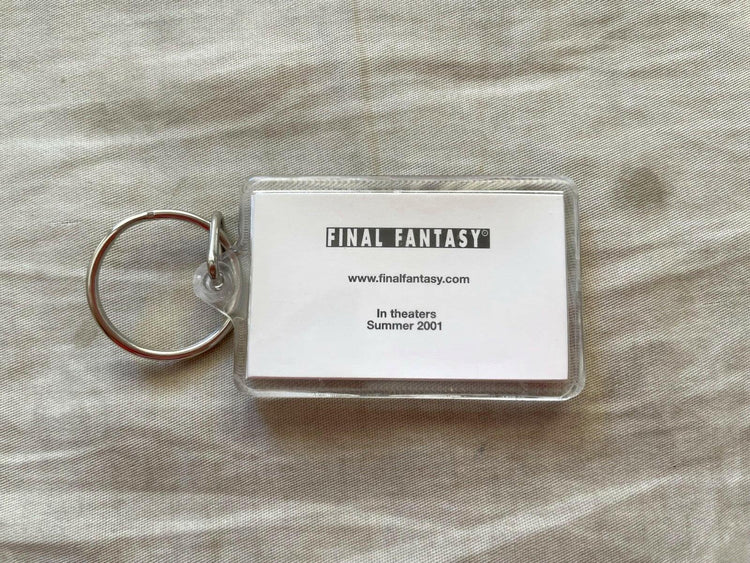 FINAL FANTASY
www.finalfantasy.com
In theaters
Summer 2001